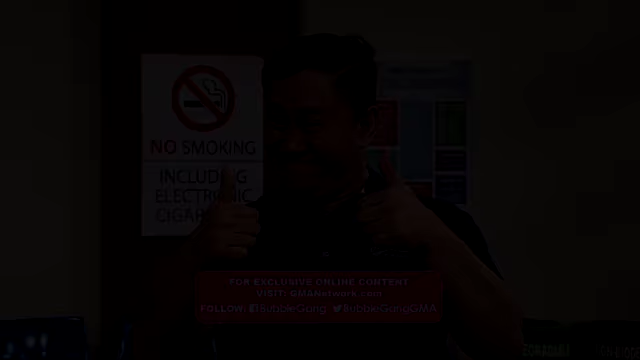 NO SMOKING
INCLUDING
ELECTRONIC
FOR EXCLUSIVE ONLINE CONTENT
VISIT: GMANetwork.com
FOLLOW: BubbleGang BubbleGangGMA